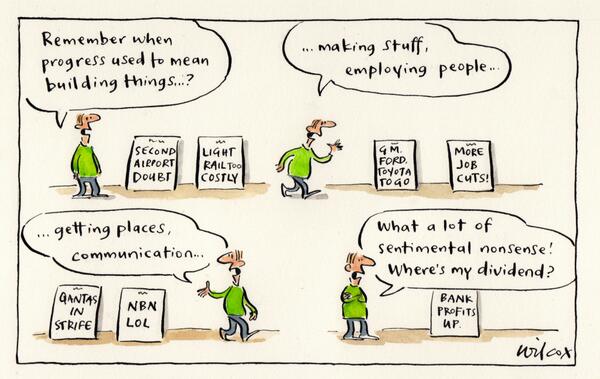 Remember when
progress used to mean
building things...?
SECOND
AIRPORT
DOUBT
LIGHT
RAIL TOO
COSTLY
...making stuff,
employing people...
G.M.
FORD,
TOYOTA
TO GO
MORE
JOB
CUTS!
...getting places,
communication...
QANTAS
IN
STRIFE
NBN
LOL
What a lot of
sentimental nonsense!
Where's my dividend?
BANK
PROFITS
UP.
wilcox